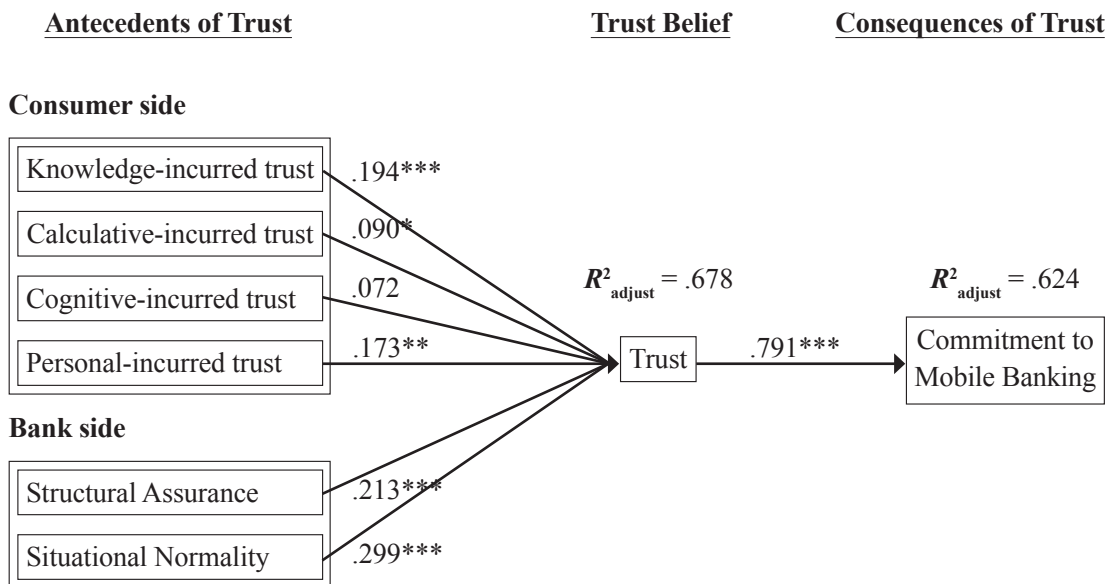 Antecedents of Trust
Trust Belief
Consequences of Trust
Consumer side
Knowledge-incurred trust
.194***
Calculative-incurred trust
.090*
Cognitive-incurred trust
.072
Personal-incurred trust
.173**
R²adjust = .678
Trust
.791***
R²adjust = .624
Commitment to
Mobile Banking
Bank side
Structural Assurance
.213***
Situational Normality
.299***